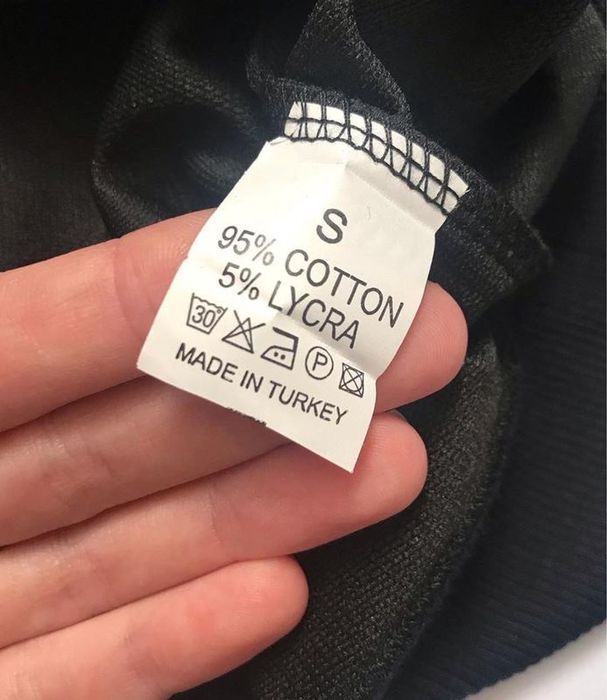 S
95% COTTON
5% LYCRA
30° P
MADE IN TURKEY